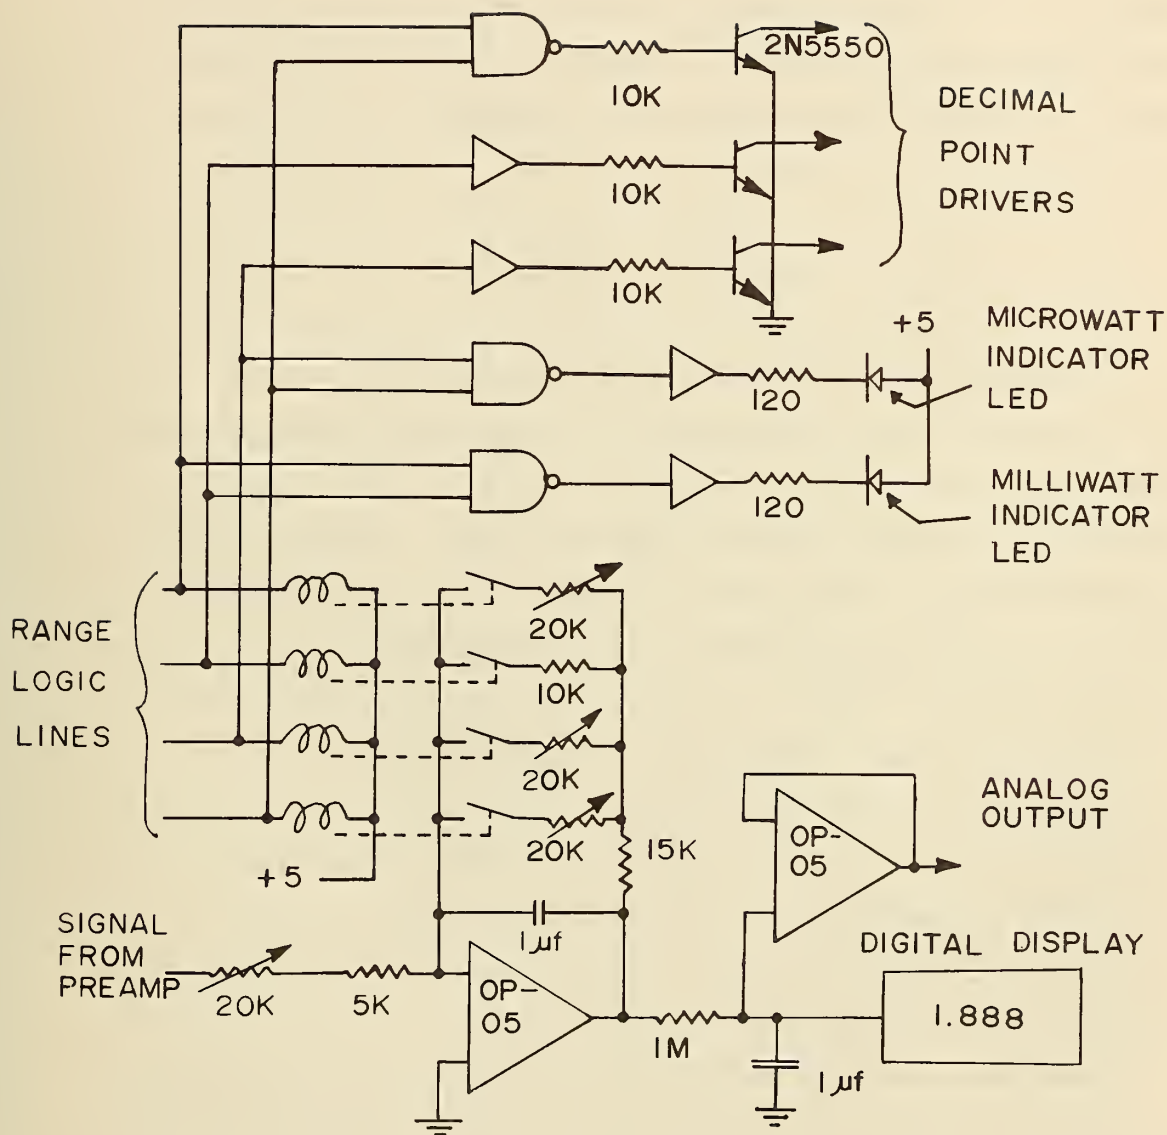 2N5550
10K
DECIMAL
POINT
DRIVERS
10K
10K
+5
MICROWATT
INDICATOR
LED
120
MILLIWATT
INDICATOR
LED
120
RANGE
LOGIC
LINES
20K
10K
20K
20K
15K
+5
ANALOG
OUTPUT
OP-
05
SIGNAL
FROM
PREAMP
1μf
DIGITAL DISPLAY
20K
5K
OP-
05
1.888
1M
1μf